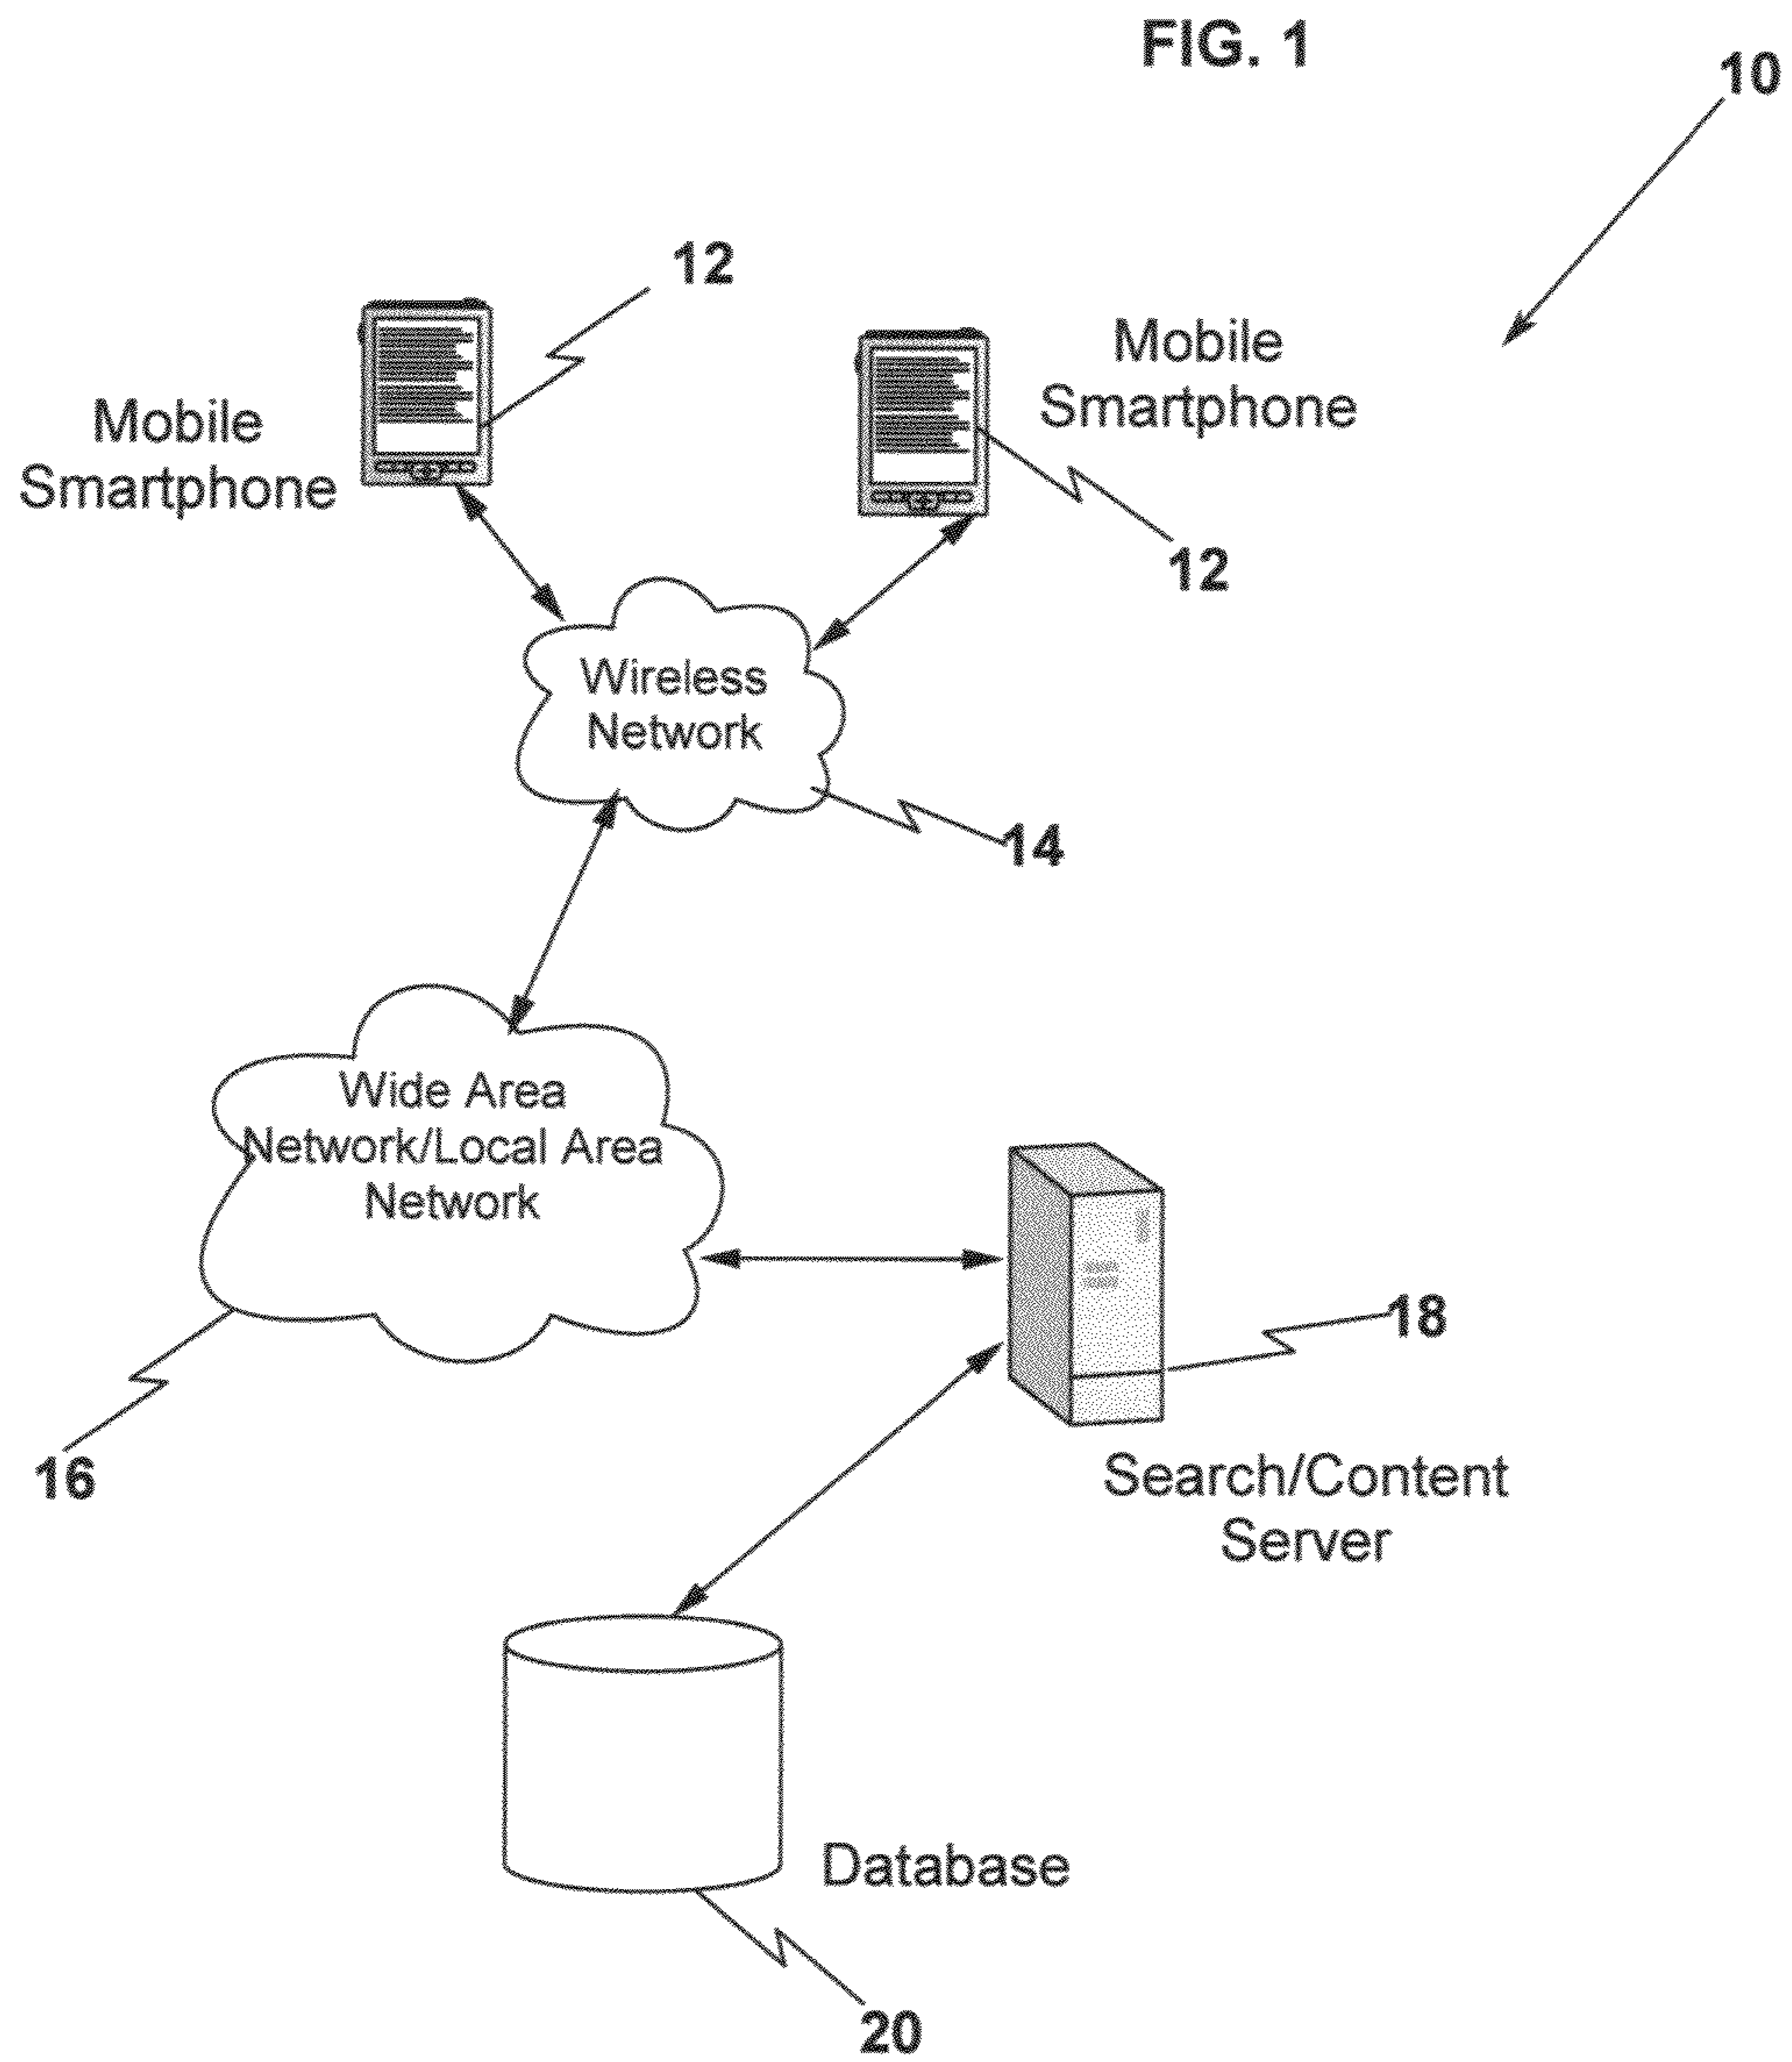 FIG. 1
10
12
Mobile
Smartphone
Mobile
Smartphone
12
Wireless
Network
14
Wide Area
Network/Local Area
Network
18
16
Search/Content
Server
Database
20